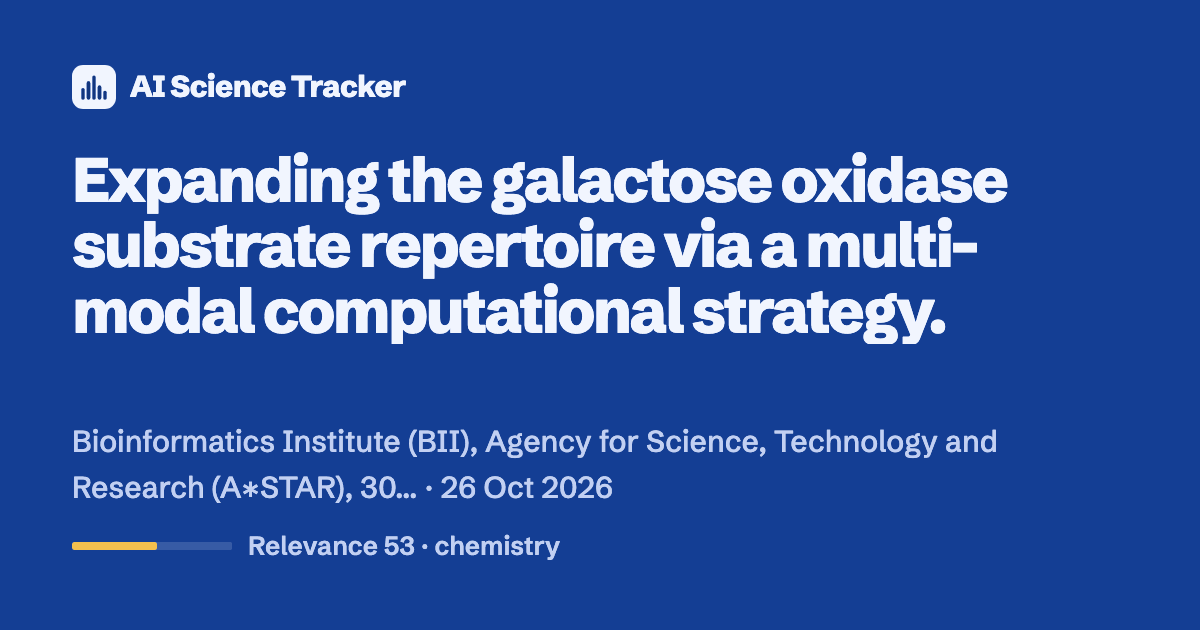 AI Science Tracker
Expanding the galactose oxidase
substrate repertoire via a multi-
modal computational strategy.
Bioinformatics Institute (BII), Agency for Science, Technology and
Research (A*STAR), 30... · 26 Oct 2026
Relevance 53 · chemistry